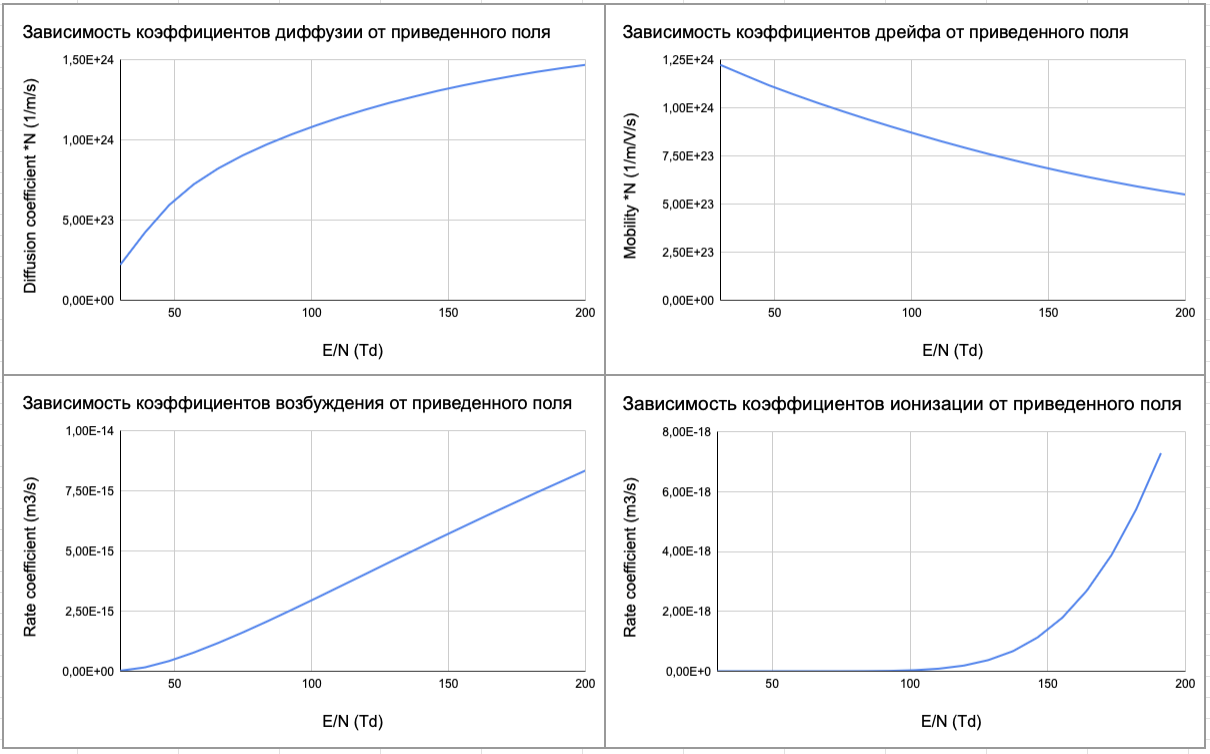 Зависимость коэффициентов диффузии от приведенного поля
Diffusion coefficient *N (1/m/s)
1,50E+24
1,00E+24
5,00E+23
0,00E+00
50
100
150
200
E/N (Td)
Зависимость коэффициентов дрейфа от приведенного поля
Mobility *N (1/m/V/s)
1,25E+24
1,00E+24
7,50E+23
5,00E+23
2,50E+23
0,00E+00
50
100
150
200
E/N (Td)
Зависимость коэффициентов возбуждения от приведенного поля
Rate coefficient (m3/s)
1,00E-14
7,50E-15
5,00E-15
2,50E-15
0,00E+00
50
100
150
200
E/N (Td)
Зависимость коэффициентов ионизации от приведенного поля
Rate coefficient (m3/s)
8,00E-18
6,00E-18
4,00E-18
2,00E-18
0,00E+0
50
100
150
200
E/N (Td)